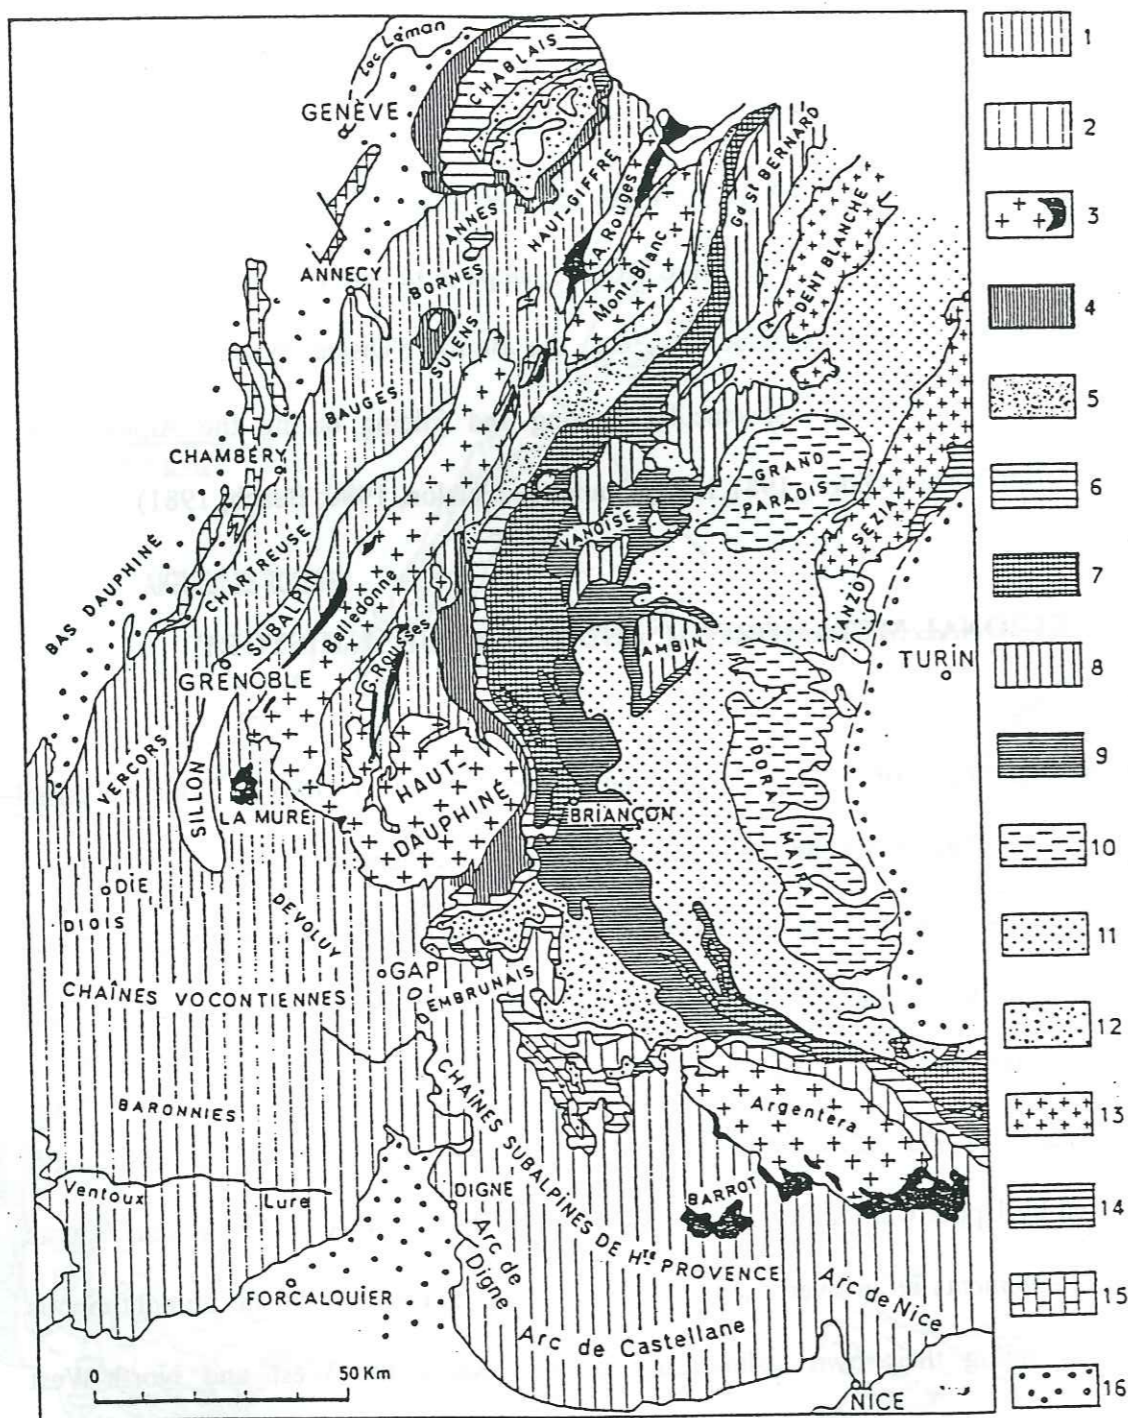 Lac Léman
CHABLAIS
GENÈVE
1
2
3
4
5
6
7
8
9
10
11
12
13
14
15
16
HAUT-GIFFRE
ANNES
A. Rouges
Mont-Blanc
Gd St BERNARD
DENT BLANCHE
ANNECY
BORNES
SULENS
BAUGES
CHAMBÉRY
GRAND
PARADIS
VANOISE
SEZIA
LANZO
BAS DAUPHINÉ
CHARTREUSE
SUBALPIN
SILLON
Belledonne
G. Rousses
AMBIN
TURIN
GRENOBLE
VERCORS
LA MURE
HAUT-
DAUPHINÉ
BRIANÇON
DORA MAIRA
DIE
DIOIS
DEVOLUY
GAP
EMBRUNAIS
CHAÎNES VOCONTIENNES
CHAÎNES SUBALPINES DE Hte PROVENCE
BARONNIES
Argentera
BARROT
Ventoux
Lure
DIGNE
Arc de
Digne
FORCALQUIER
Arc de Castellane
Arc de Nice
NICE
0
50 Km